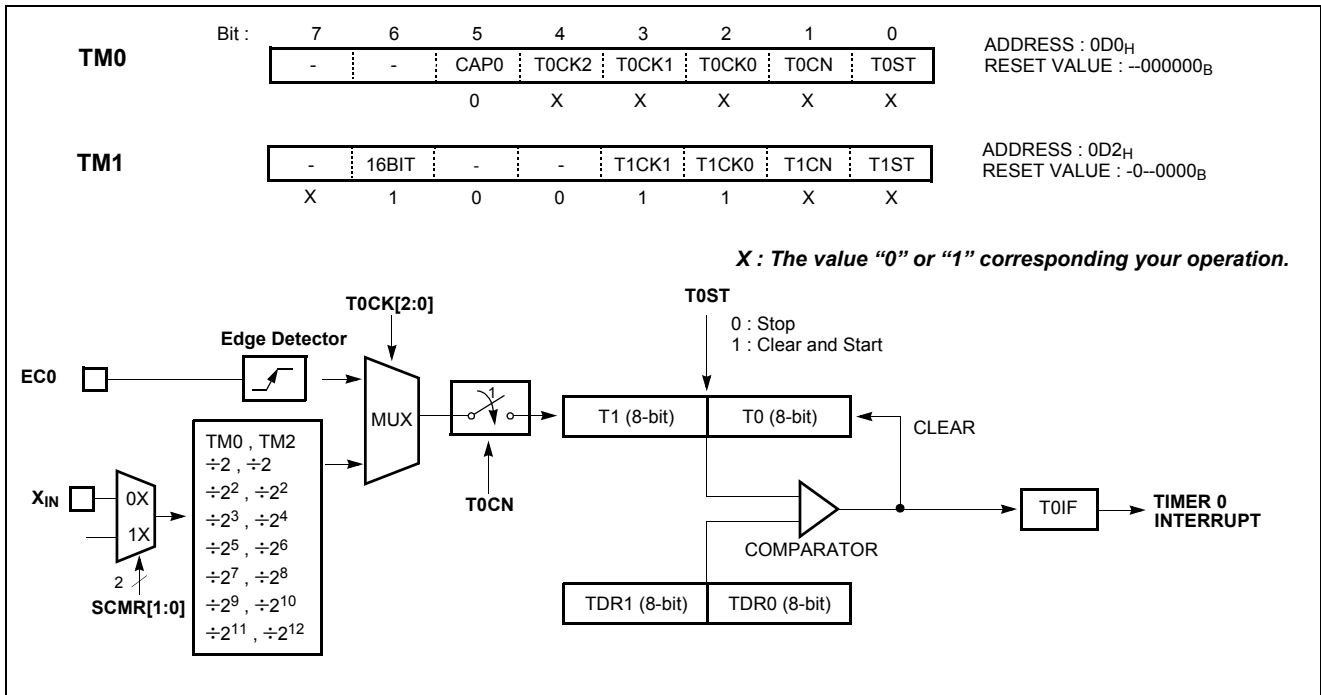 Bit : 7 6 5 4 3 2 1 0
TM0 - - CAP0 T0CK2 T0CK1 T0CK0 T0CN T0ST
ADDRESS : 0D0H
RESET VALUE : --000000B
0 X X X X X
TM1 - 16BIT - - T1CK1 T1CK0 T1CN T1ST
ADDRESS : 0D2H
RESET VALUE : -0--0000B
X 1 0 0 1 1 X X
X : The value “0” or “1” corresponding your operation.
T0CK[2:0]
T0ST
0 : Stop
1 : Clear and Start
Edge Detector
EC0
MUX
1
T1 (8-bit) T0 (8-bit)
CLEAR
T0CN
XIN
0X
1X
2
SCMR[1:0]
TM0 , TM2
÷2 , ÷2
÷2² , ÷2²
÷2³ , ÷2⁴
÷2⁵ , ÷2⁶
÷2⁷ , ÷2⁸
÷2⁹ , ÷2¹⁰
÷2¹¹ , ÷2¹²
COMPARATOR
T0IF
TIMER 0
INTERRUPT
TDR1 (8-bit) TDR0 (8-bit)